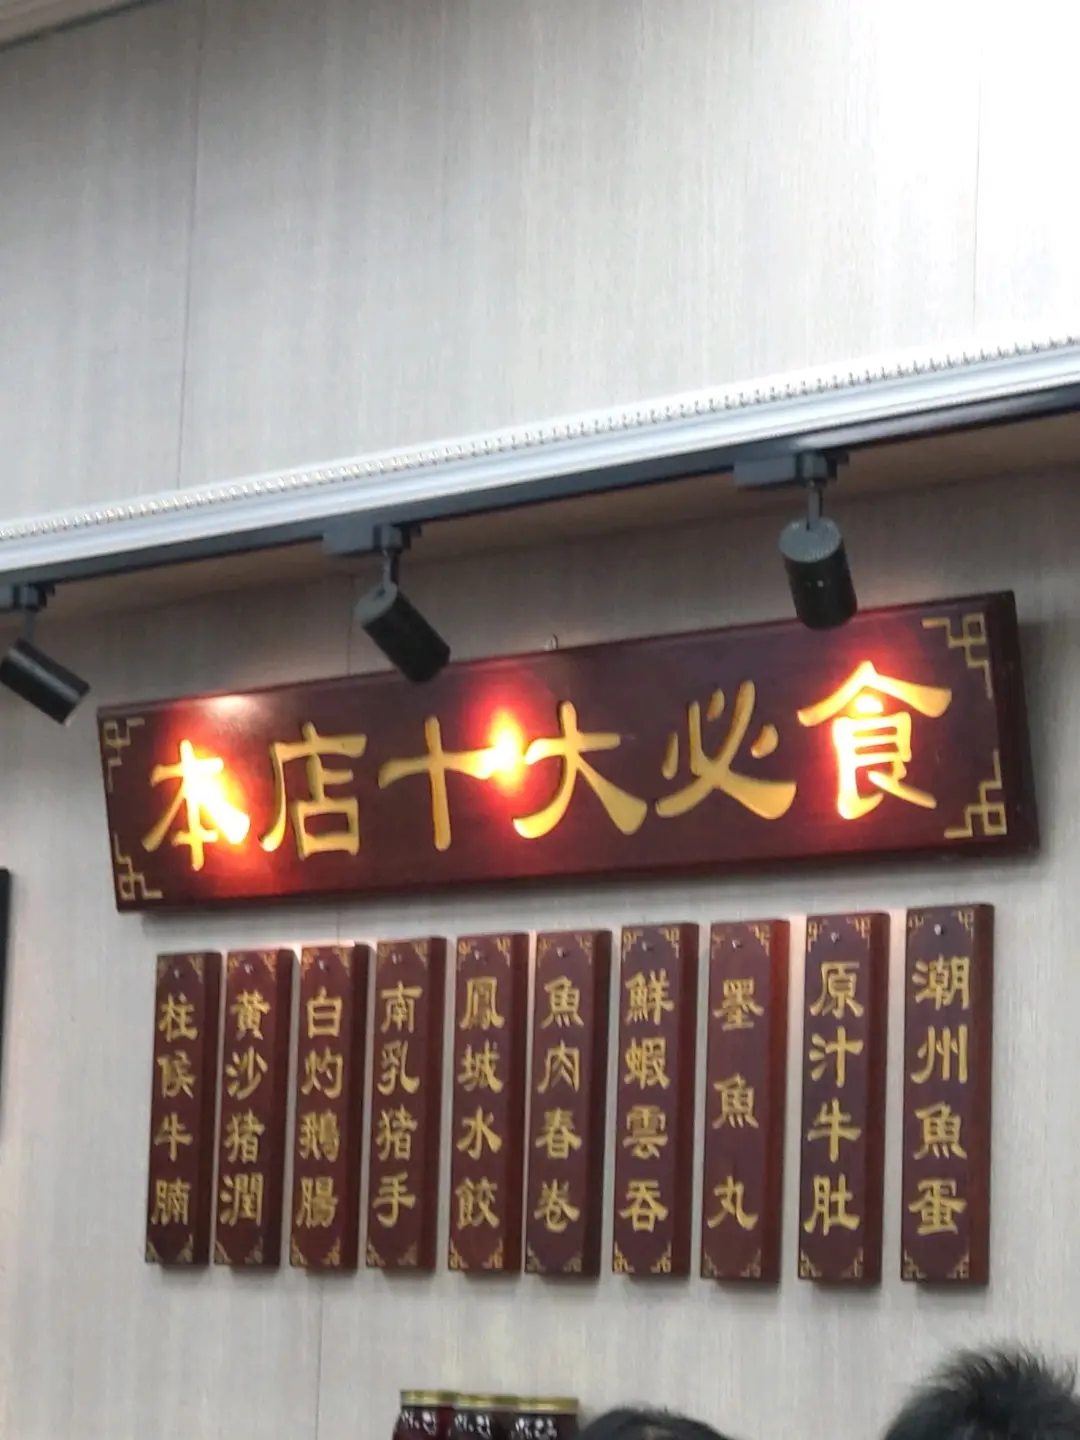 本店十大必食
柱侯牛腩
黄沙猪潤
白灼鵝腸
南乳猪手
鳳城水餃
魚肉春卷
鮮蝦雲吞
墨魚丸
原汁牛肚
潮州魚蛋